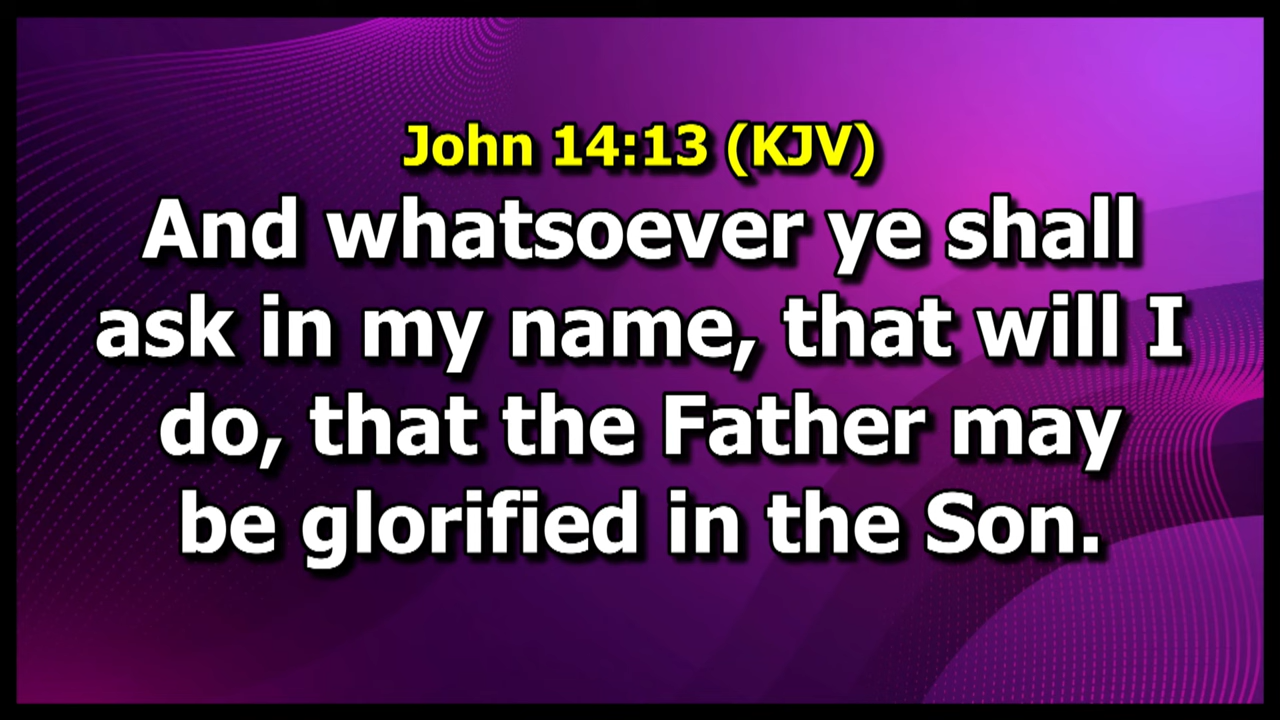 John 14:13 (KJV)
And whatsoever ye shall
ask in my name, that will I
do, that the Father may
be glorified in the Son.